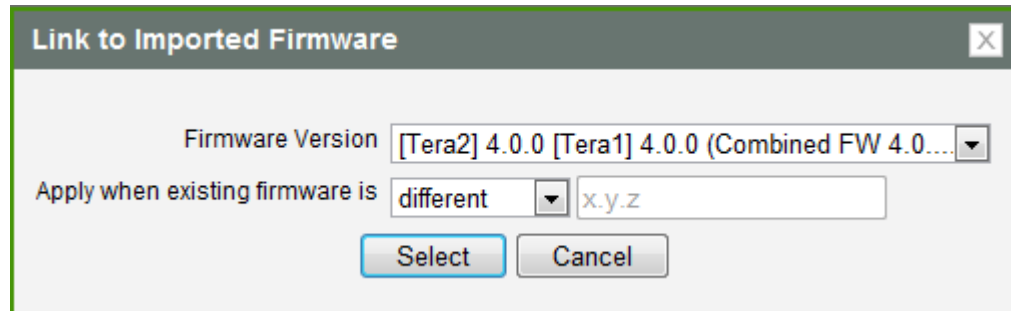 Link to Imported Firmware X
Firmware Version [Tera2] 4.0.0 [Tera1] 4.0.0 (Combined FW 4.0....
Apply when existing firmware is different x.y.z
Select Cancel